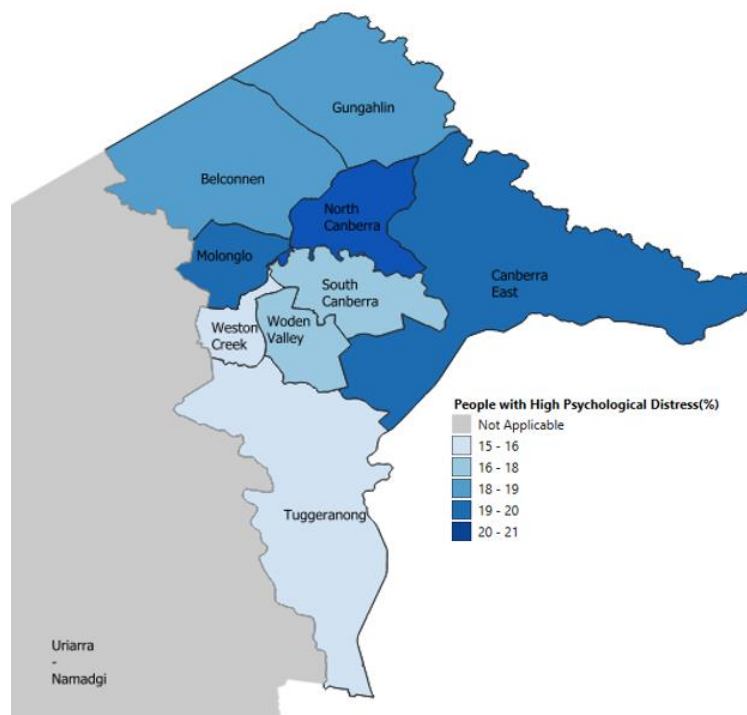 Gungahlin
Belconnen
North
Canberra
Molonglo
Canberra
East
South
Canberra
Weston
Creek
Woden
Valley
People with High Psychological Distress(%)
Not Applicable
15 - 16
16 - 18
18 - 19
19 - 20
20 - 21
Tuggeranong
Uriarra
-
Namadgi